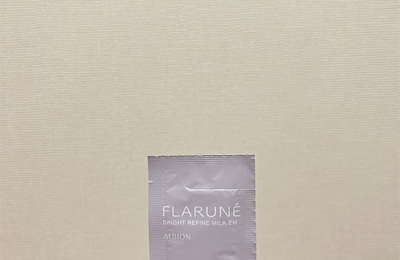 FLARUNÉ
BRIGHT REFINE MILK EM
ALBION